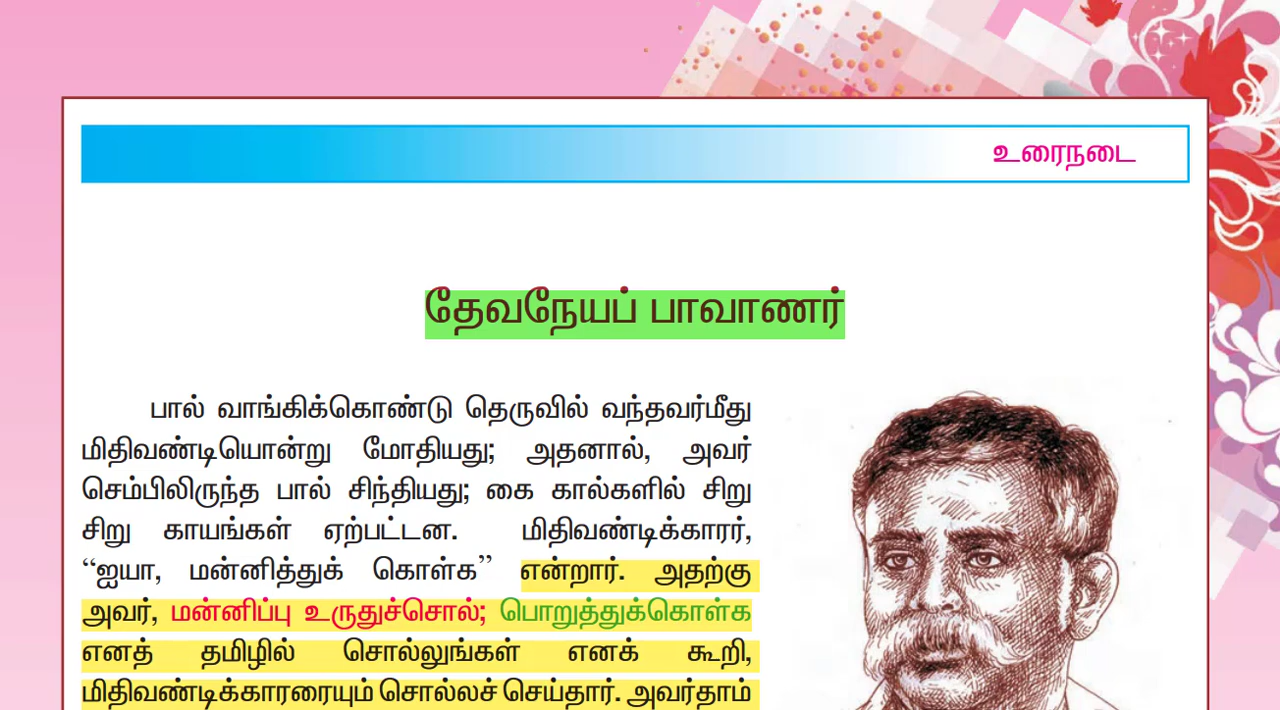 உரைநடை
தேவநேயப் பாவாணர்
பால் வாங்கிக்கொண்டு தெருவில் வந்தவர்மீது
மிதிவண்டியொன்று மோதியது; அதனால், அவர்
செம்பிலிருந்த பால் சிந்தியது; கை கால்களில் சிறு
சிறு காயங்கள் ஏற்பட்டன. மிதிவண்டிக்காரர்,
“ஐயா, மன்னித்துக் கொள்க” என்றார். அதற்கு
அவர், மன்னிப்பு உருதுச்சொல்; பொறுத்துக்கொள்க
எனத் தமிழில் சொல்லுங்கள் எனக் கூறி,
மிதிவண்டிக்காரரையும் சொல்லச் செய்தார். அவர்தாம்